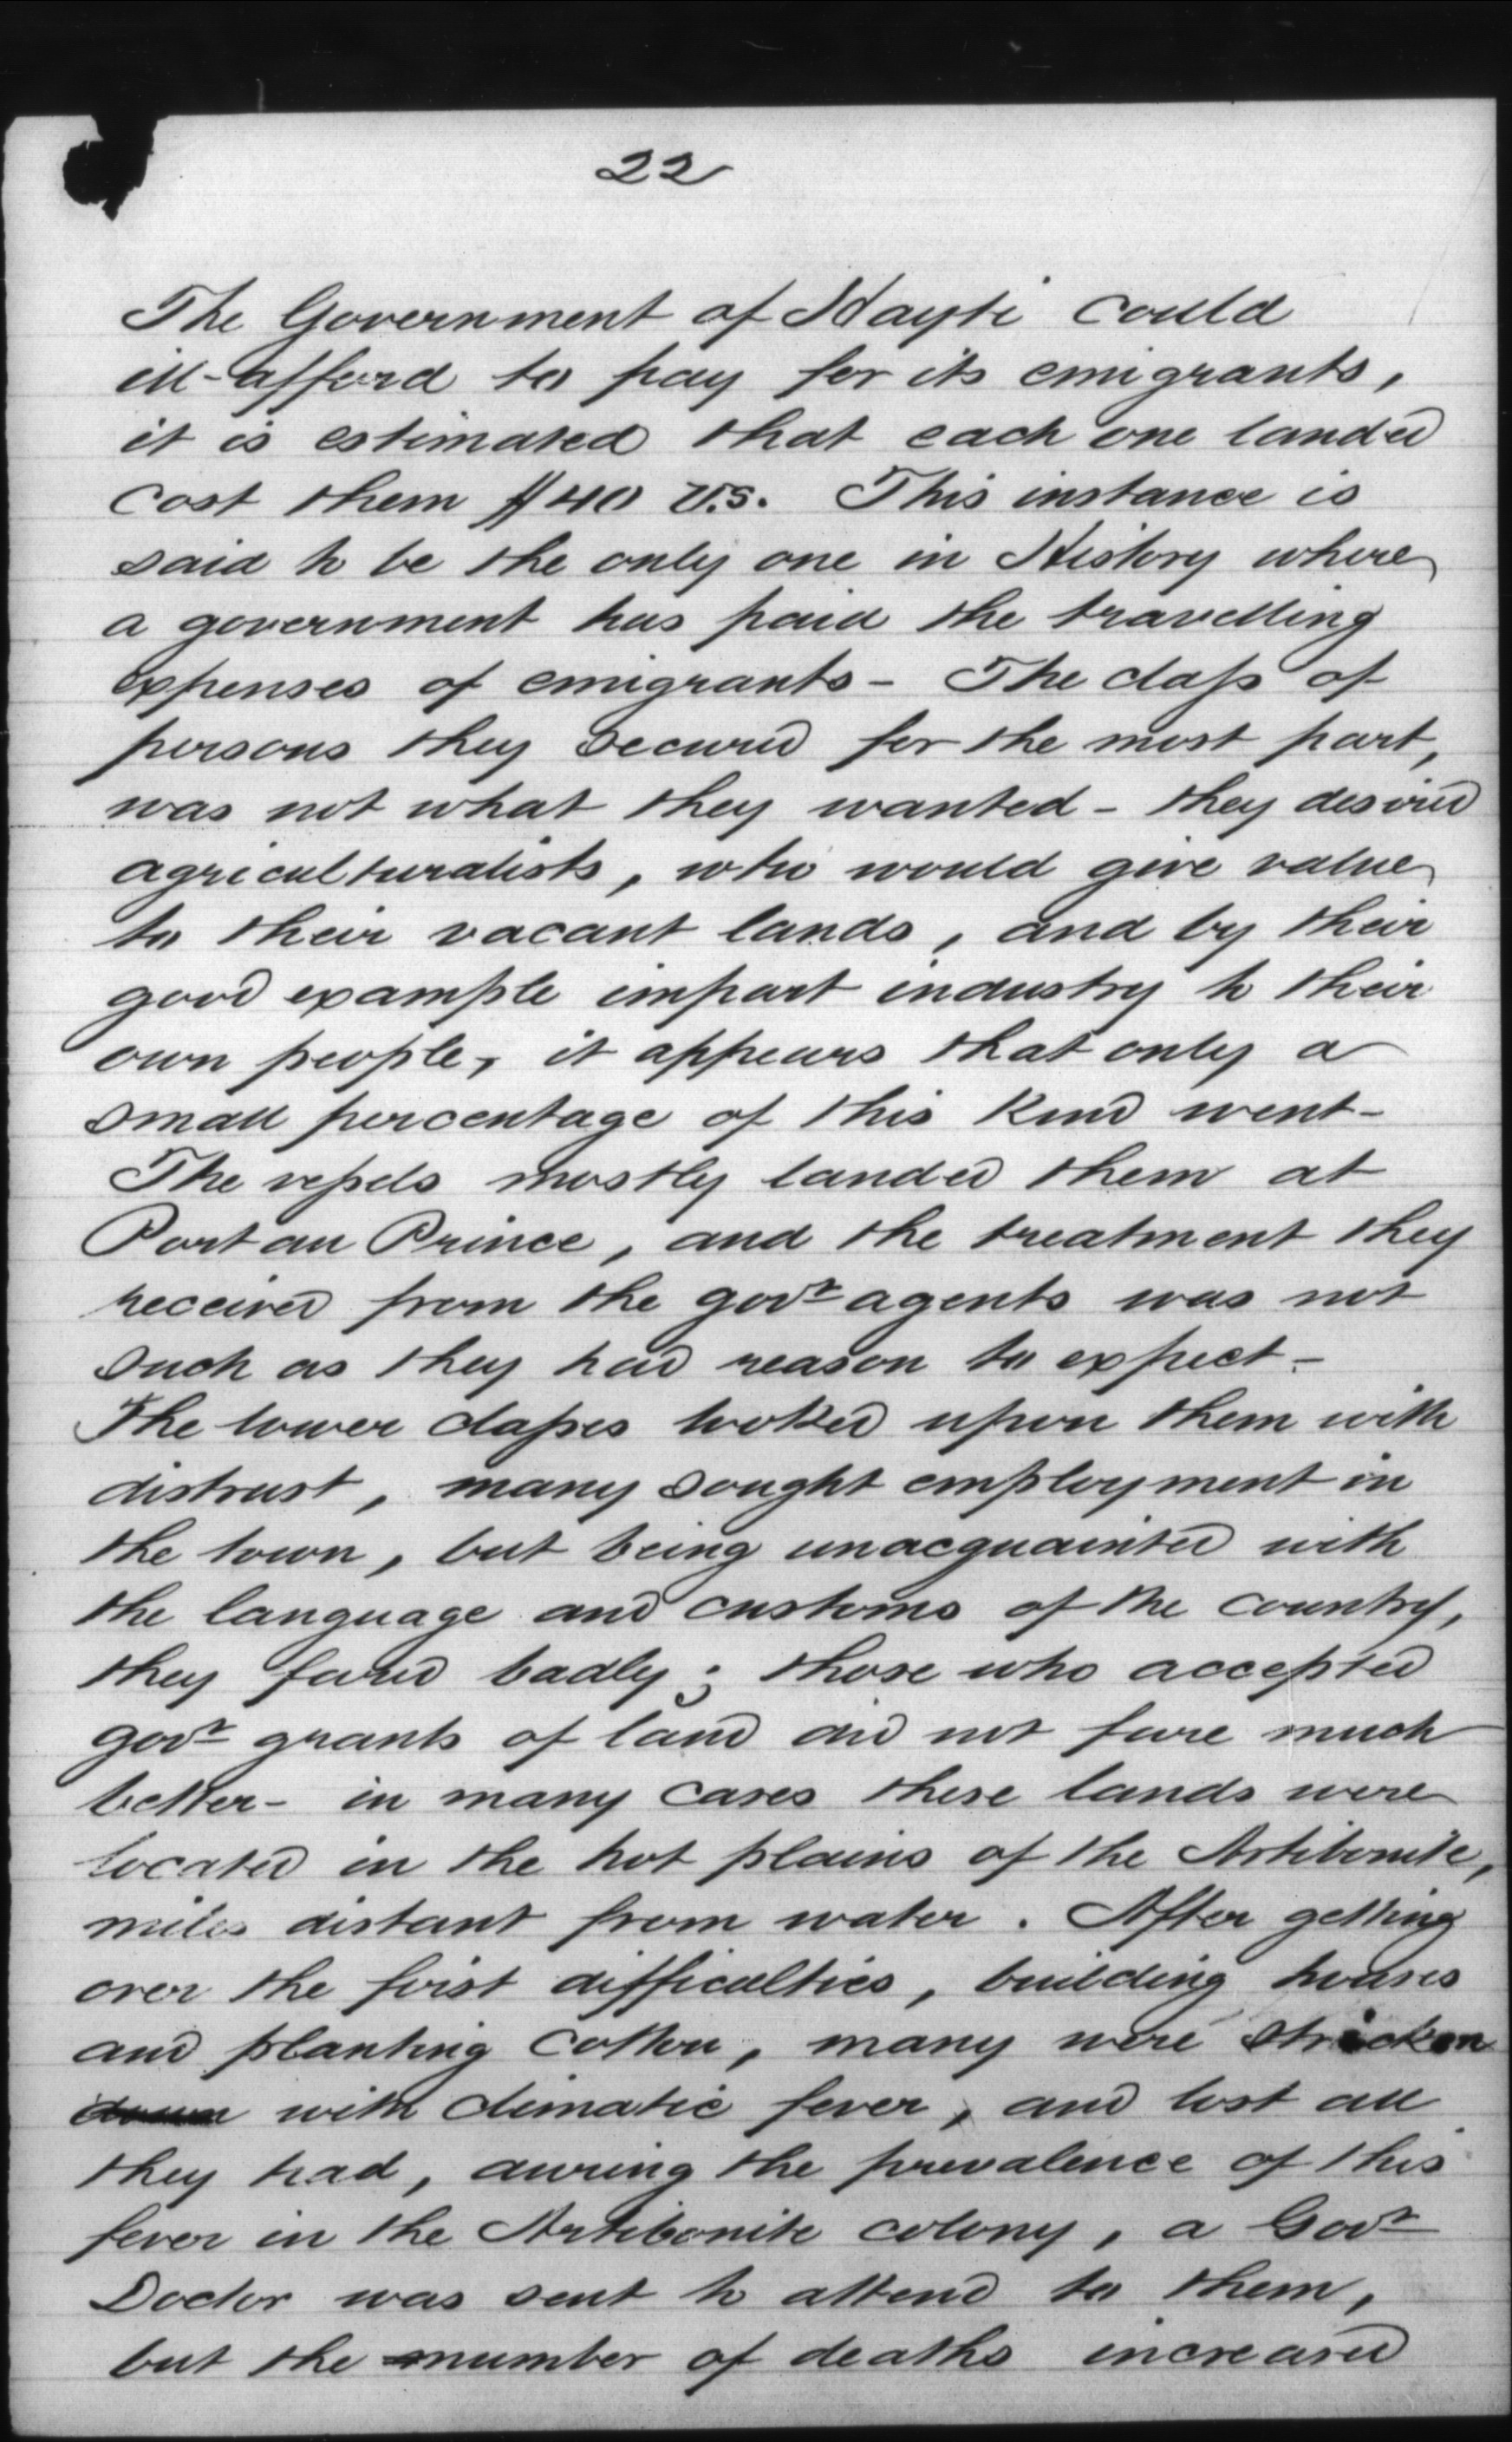 22
The Government of Hayti could
ill-afford to pay for its emigrants,
it is estimated that each one landed
cost them $40 U.S. This instance is
said to be the only one in History where
a government has paid the travelling
expenses of emigrants - The class of
persons they secured for the most part,
was not what they wanted - they desired
agriculturalists, who would give value
to their vacant lands, and by their
good example impart industry to their
own people, it appears that only a
small percentage of this kind went -
The vessels mostly landed them at
Port au Prince, and the treatment they
received from the govt agents was not
such as they had reason to expect -
The lower classes looked upon them with
distrust, many sought employment in
the town, but being unacquainted with
the language and customs of the country,
they fared badly; those who accepted
govt grants of land did not fare much
better - in many cases these lands were
located in the hot plains of the Artibonite,
miles distant from water. After getting
over the first difficulties, building houses
and planting cotton, many were stricken
down with climatic fever, and lost all
they had, during the prevalence of this
fever in the Artibonite colony, a Govt
Doctor was sent to attend to them,
but the number of deaths increased